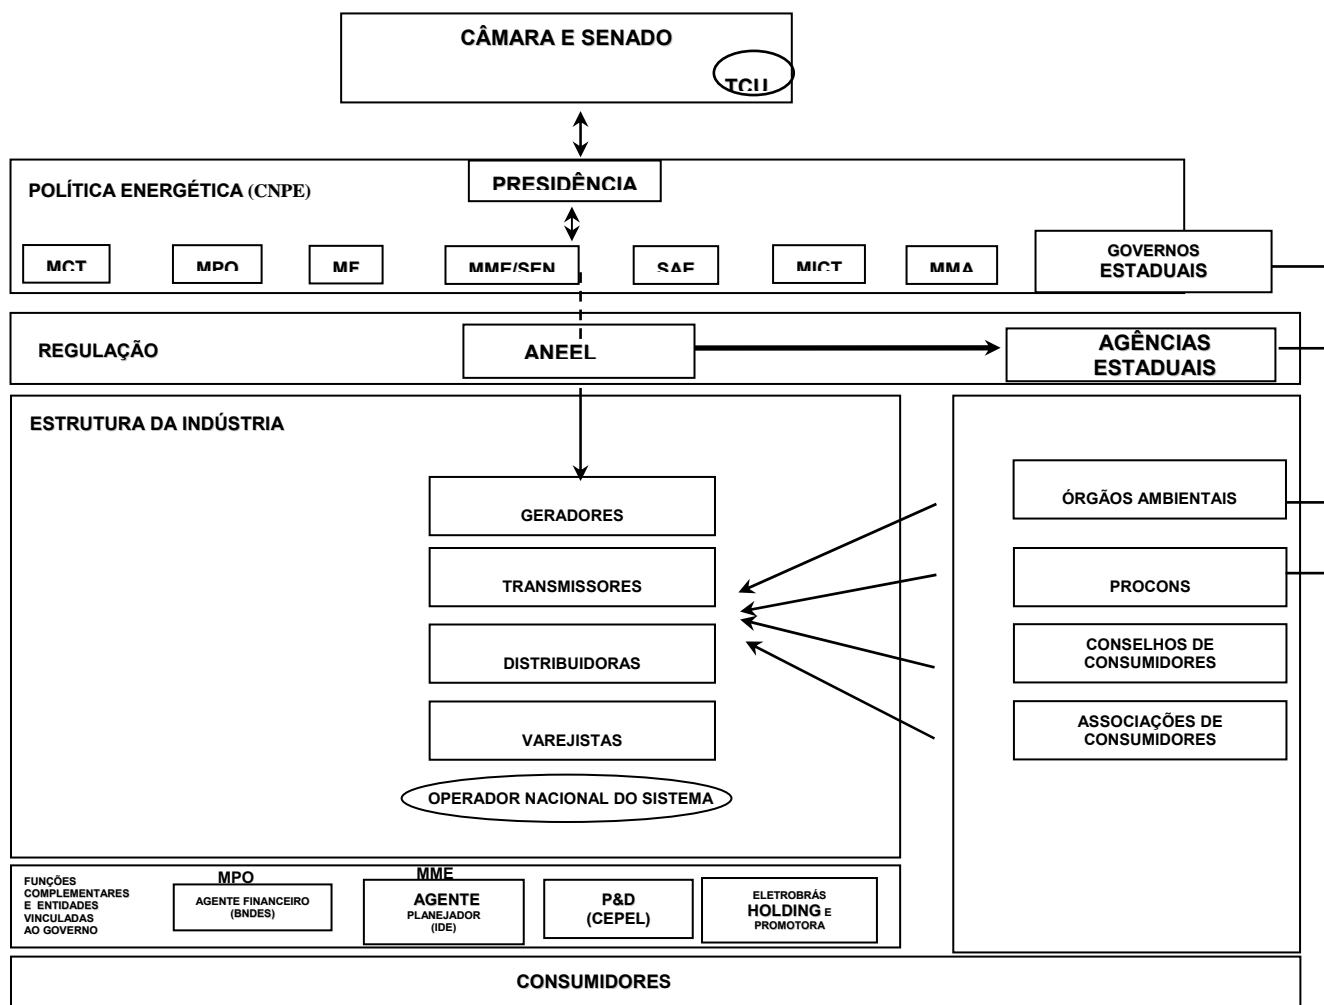 CÂMARA E SENADO
TCU
POLÍTICA ENERGÉTICA (CNPE)
PRESIDÊNCIA
MCT
MPO
MF
MME/SEN
SAE
MICT
MMA
GOVERNOS
ESTADUAIS
REGULAÇÃO
ANEEL
AGÊNCIAS
ESTADUAIS
ESTRUTURA DA INDÚSTRIA
GERADORES
TRANSMISSORES
DISTRIBUIDORAS
VAREJISTAS
OPERADOR NACIONAL DO SISTEMA
ÓRGÃOS AMBIENTAIS
PROCONS
CONSELHOS DE
CONSUMIDORES
ASSOCIAÇÕES DE
CONSUMIDORES
FUNÇÕES
COMPLEMENTARES
E ENTIDADES
VINCULADAS
AO GOVERNO
MPO
AGENTE FINANCEIRO
(BNDES)
MME
AGENTE
PLANEJADOR
(IDE)
P&D
(CEPEL)
ELETROBRÁS
HOLDING E
PROMOTORA
CONSUMIDORES